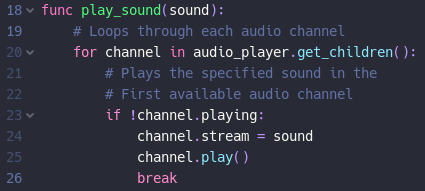 18 func play_sound(sound):
19 # Loops through each audio channel
20 for channel in audio_player.get_children():
21 # Plays the specified sound in the
22 # First available audio channel
23 if !channel.playing:
24 channel.stream = sound
25 channel.play()
26 break